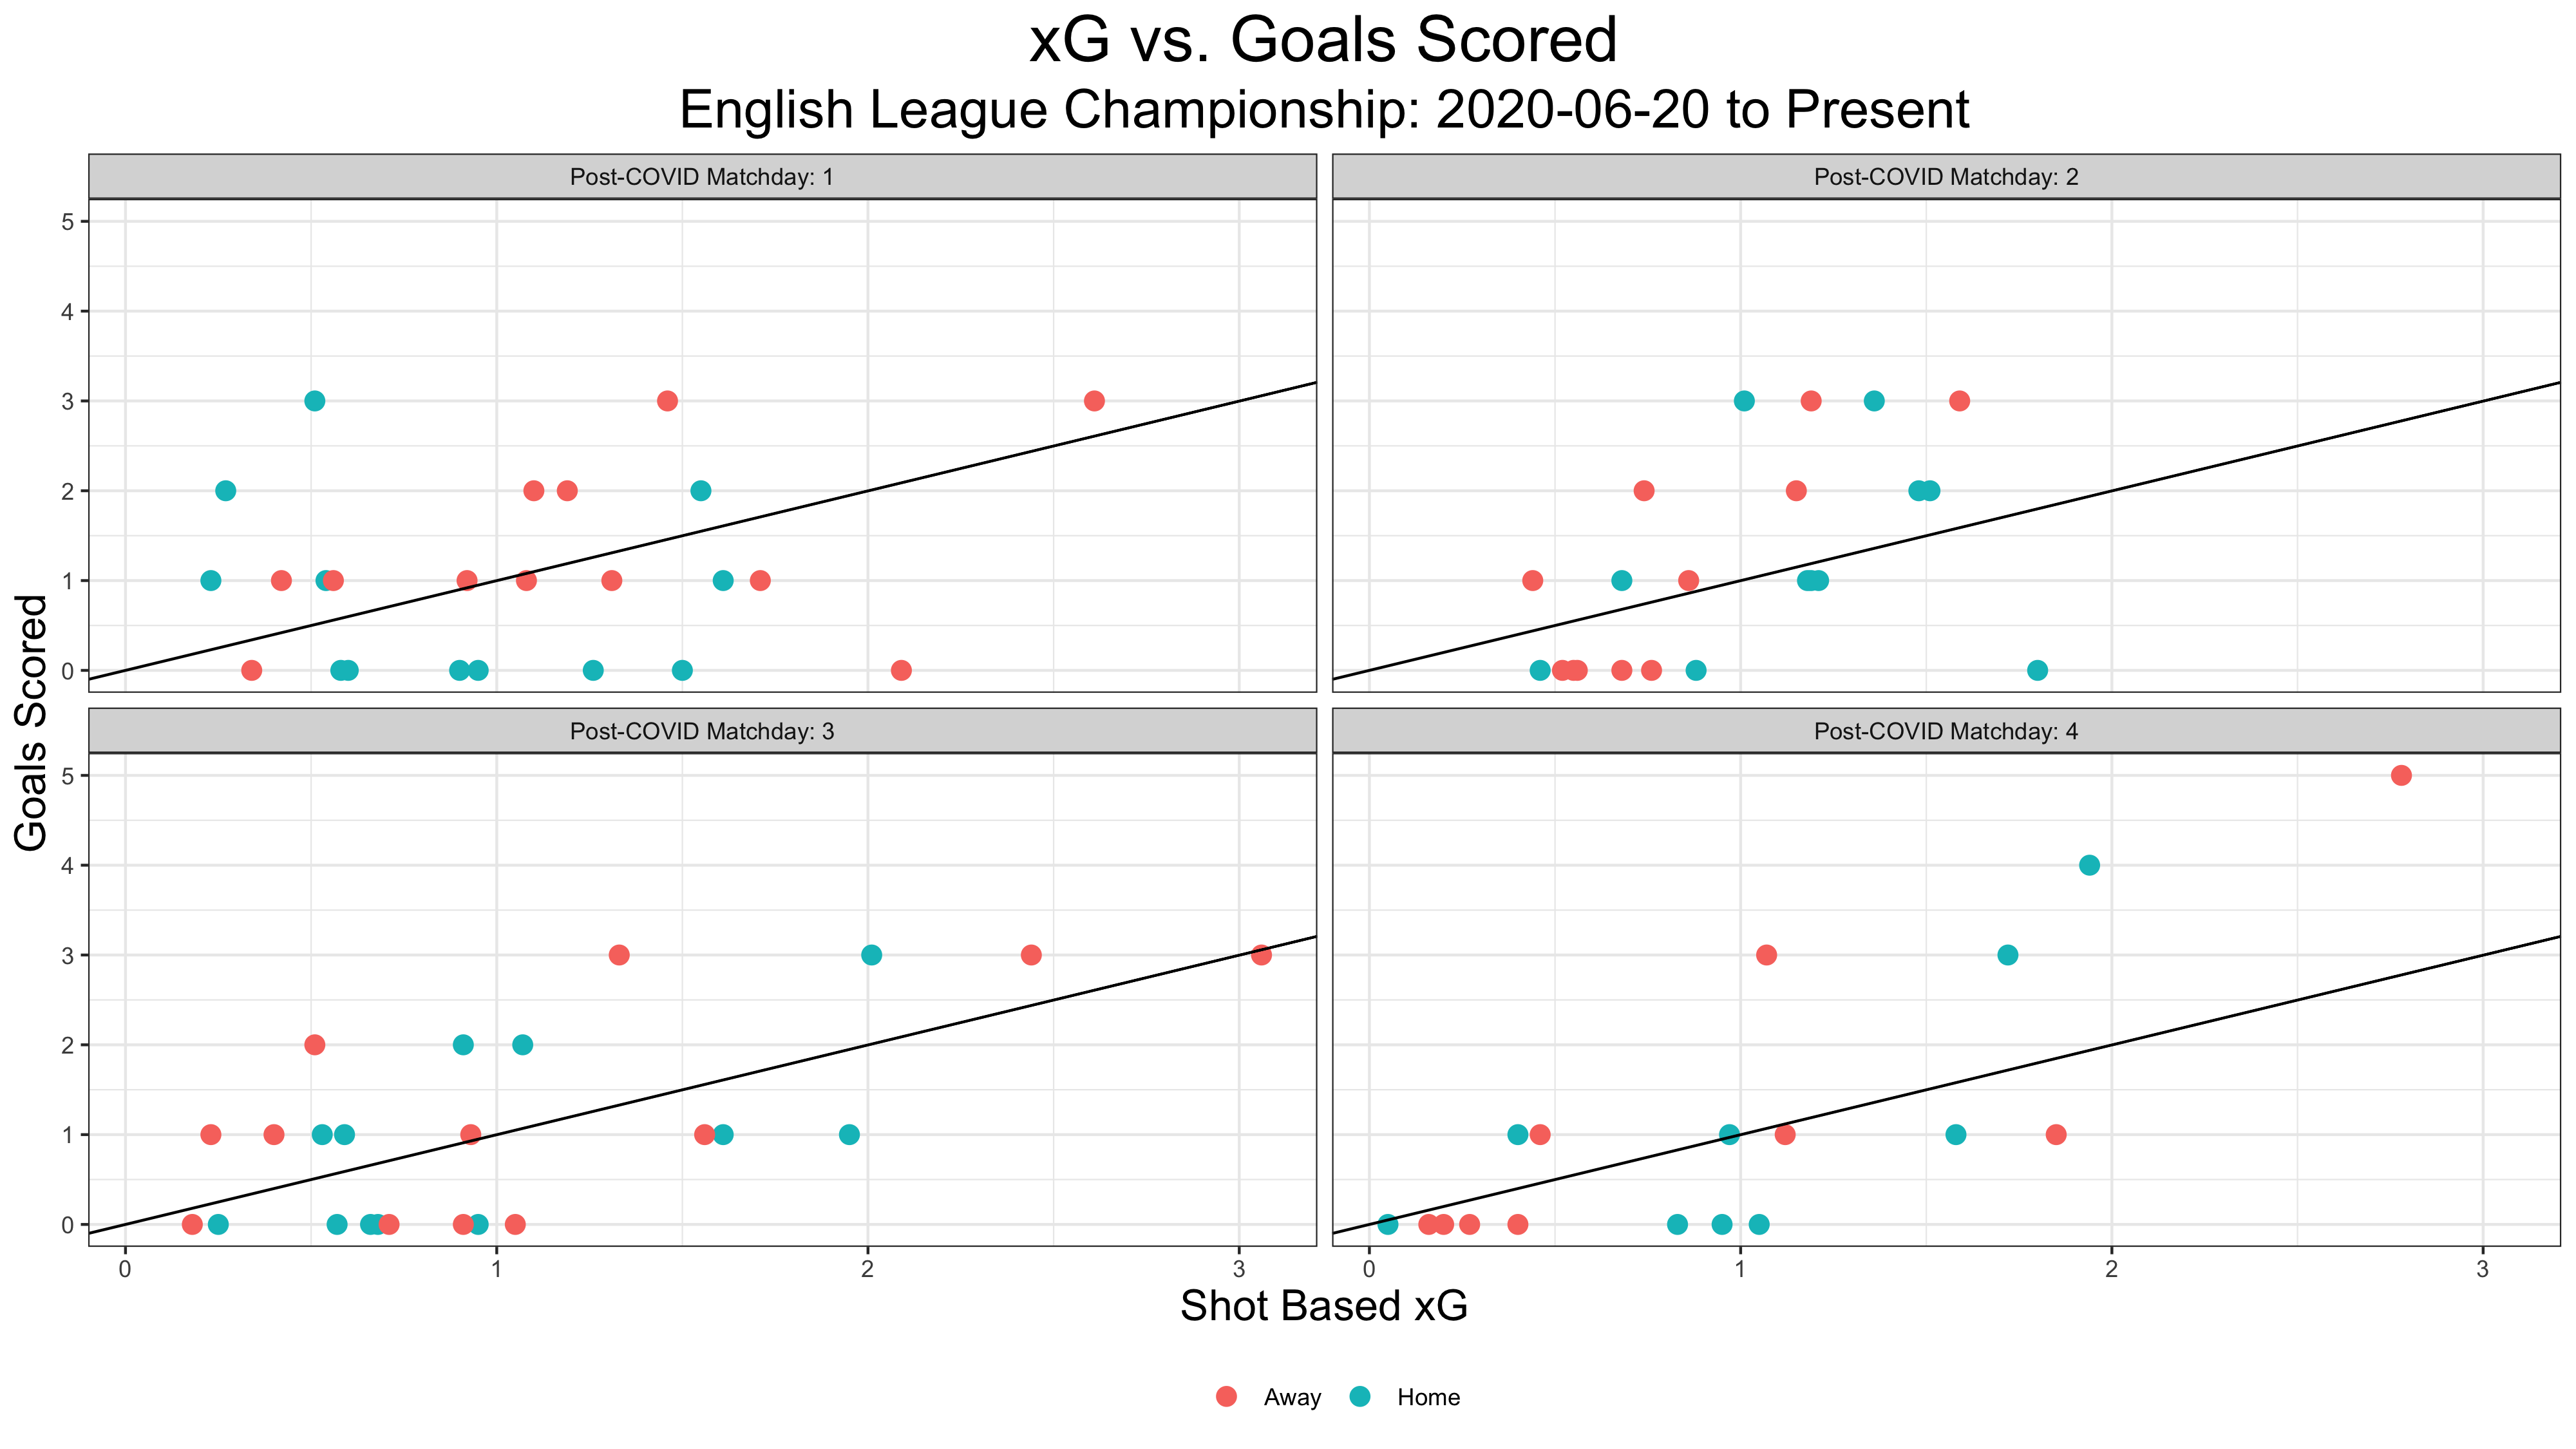 xG vs. Goals Scored
English League Championship: 2020-06-20 to Present
Post-COVID Matchday: 1
Post-COVID Matchday: 2
5
4
3
2
1
0
Goals Scored
Post-COVID Matchday: 3
Post-COVID Matchday: 4
5
4
3
2
1
0
0 1 2 3
0 1 2 3
Shot Based xG
Away Home